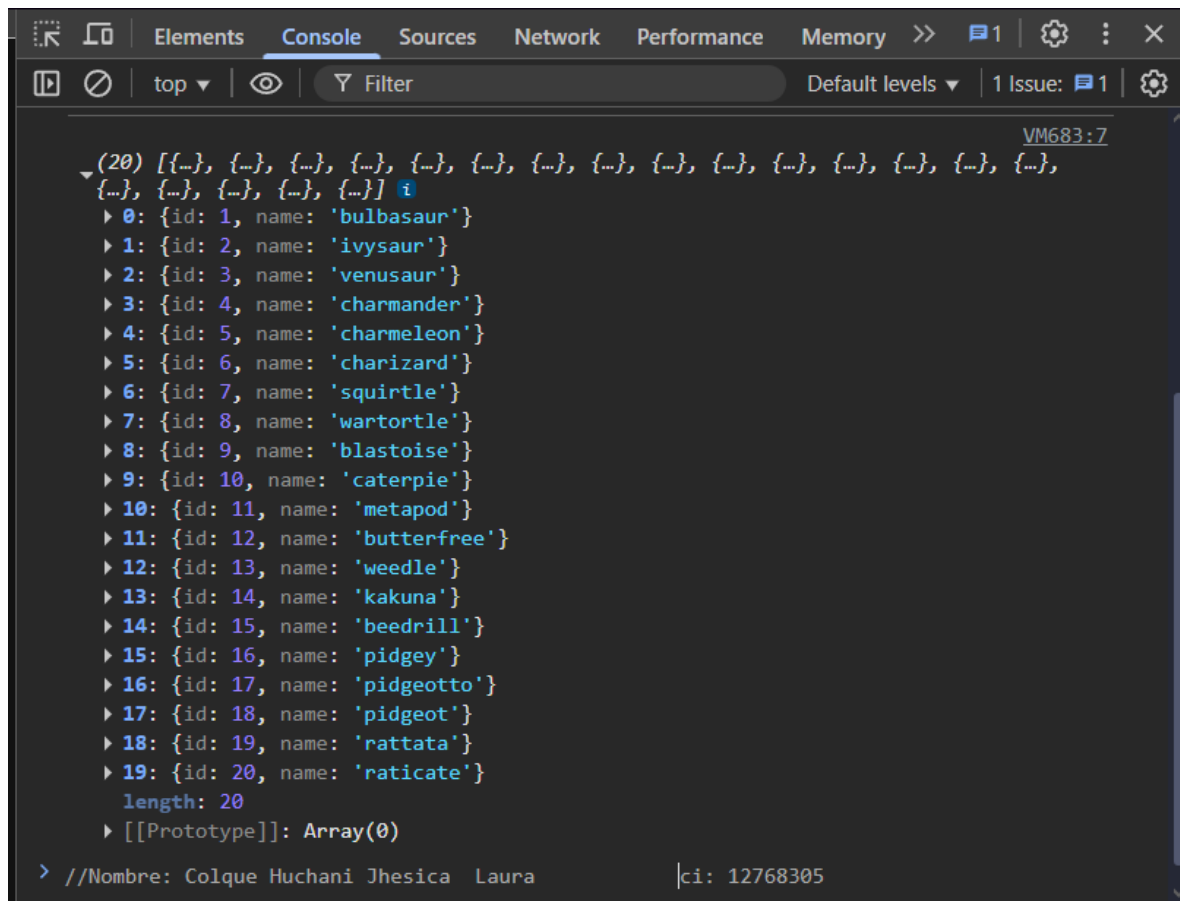 Elements Console Sources Network Performance Memory 1
top Filter Default levels 1 Issue: 1
VM683:7
(20) [{…}, {…}, {…}, {…}, {…}, {…}, {…}, {…}, {…}, {…}, {…}, {…}, {…}, {…}, {…},
{…}, {…}, {…}, {…}, {…}] i
0: {id: 1, name: 'bulbasaur'}
1: {id: 2, name: 'ivysaur'}
2: {id: 3, name: 'venusaur'}
3: {id: 4, name: 'charmander'}
4: {id: 5, name: 'charmeleon'}
5: {id: 6, name: 'charizard'}
6: {id: 7, name: 'squirtle'}
7: {id: 8, name: 'wartortle'}
8: {id: 9, name: 'blastoise'}
9: {id: 10, name: 'caterpie'}
10: {id: 11, name: 'metapod'}
11: {id: 12, name: 'butterfree'}
12: {id: 13, name: 'weedle'}
13: {id: 14, name: 'kakuna'}
14: {id: 15, name: 'beedrill'}
15: {id: 16, name: 'pidgey'}
16: {id: 17, name: 'pidgeotto'}
17: {id: 18, name: 'pidgeot'}
18: {id: 19, name: 'rattata'}
19: {id: 20, name: 'raticate'}
length: 20
[[Prototype]]: Array(0)
//Nombre: Colque Huchani Jhesica  Laura            ci: 12768305